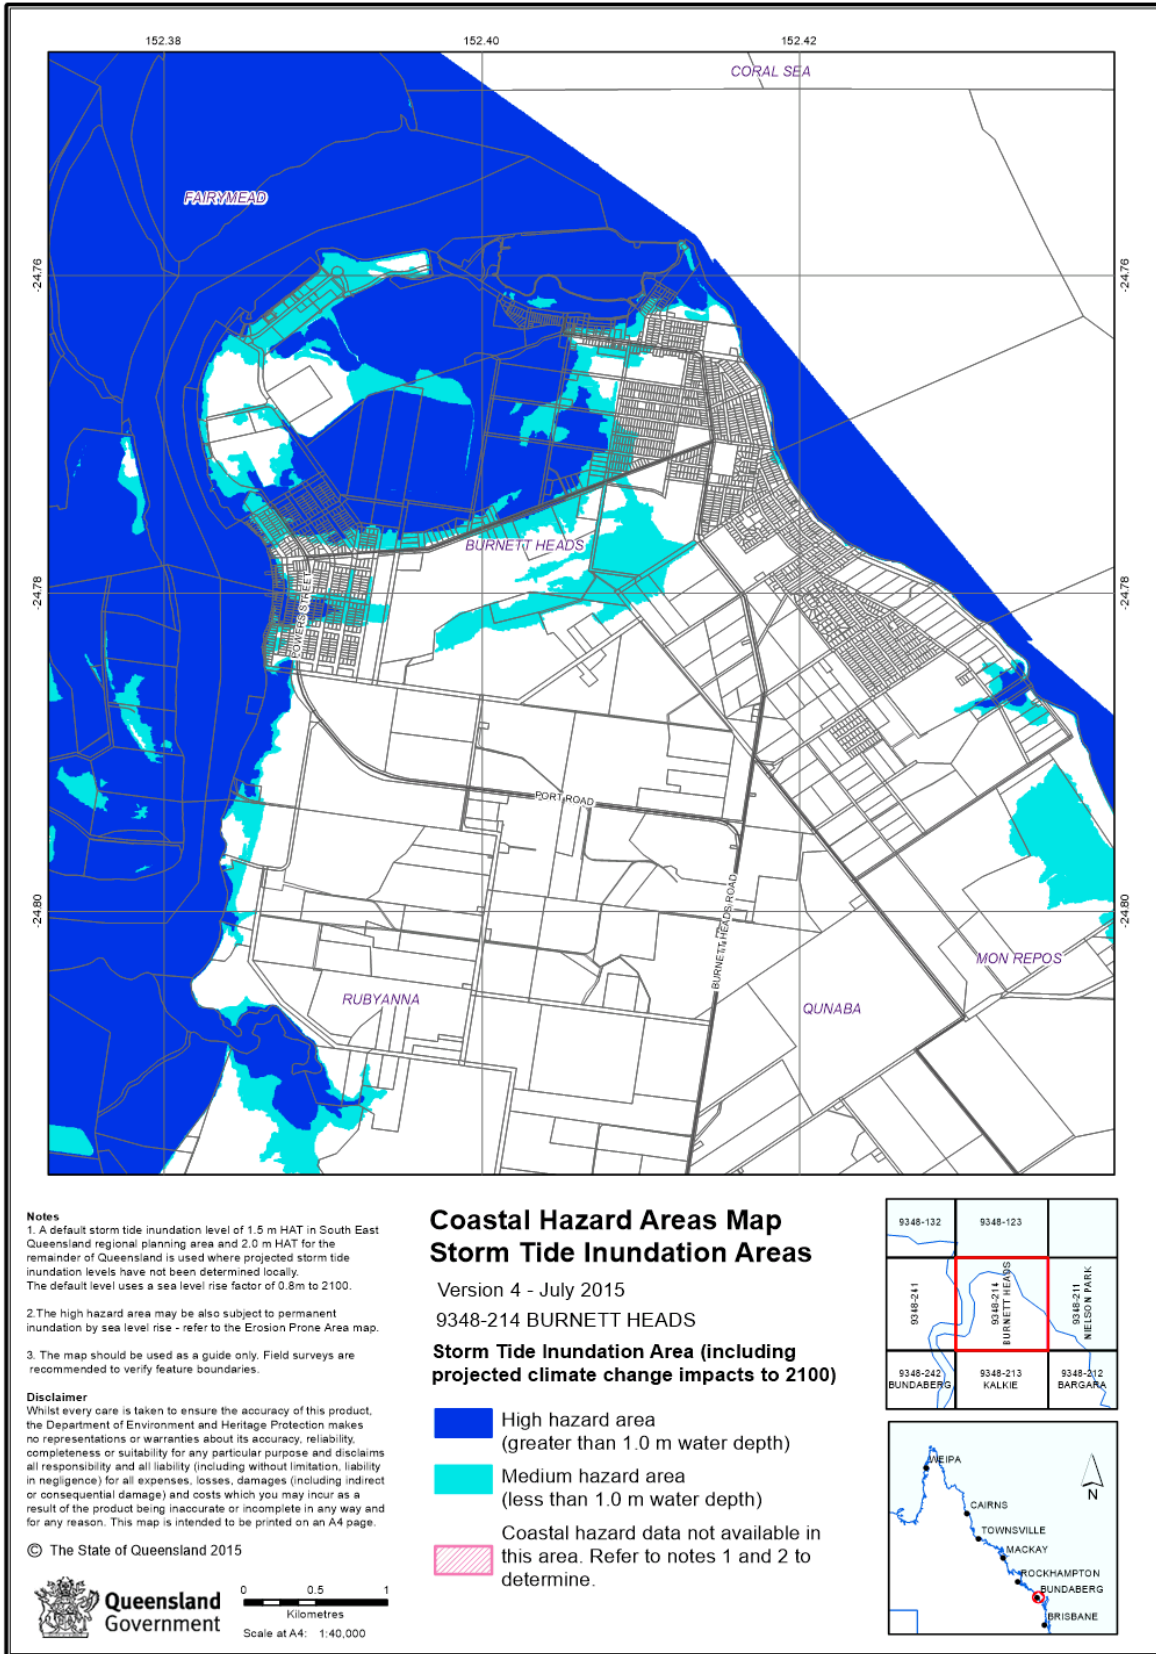 152.38
152.40
152.42
CORAL SEA
FAIRYMEAD
-24.76
-24.76
BURNETT HEADS
-24.78
-24.78
POWERS STREET
PORT ROAD
BURNETT HEADS ROAD
-24.80
-24.80
MON REPOS
RUBYANNA
QUNABA
Notes
1. A default storm tide inundation level of 1.5 m HAT in South East
Queensland regional planning area and 2.0 m HAT for the
remainder of Queensland is used where projected storm tide
inundation levels have not been determined locally.
The default level uses a sea level rise factor of 0.8m to 2100.
2.The high hazard area may be also subject to permanent
inundation by sea level rise - refer to the Erosion Prone Area map.
3. The map should be used as a guide only. Field surveys are
recommended to verify feature boundaries.
Disclaimer
Whilst every care is taken to ensure the accuracy of this product,
the Department of Environment and Heritage Protection makes
no representations or warranties about its accuracy, reliability,
completeness or suitability for any particular purpose and disclaims
all responsibility and all liability (including without limitation, liability
in negligence) for all expenses, losses, damages (including indirect
or consequential damage) and costs which you may incur as a
result of the product being inaccurate or incomplete in any way and
for any reason. This map is intended to be printed on an A4 page.
© The State of Queensland 2015
Queensland
Government
0 0.5 1
Kilometres
Scale at A4: 1:40,000
Coastal Hazard Areas Map
Storm Tide Inundation Areas
Version 4 - July 2015
9348-214 BURNETT HEADS
Storm Tide Inundation Area (including
projected climate change impacts to 2100)
High hazard area
(greater than 1.0 m water depth)
Medium hazard area
(less than 1.0 m water depth)
Coastal hazard data not available in
this area. Refer to notes 1 and 2 to
determine.
9348-132
9348-123
9348-241
9348-214
BURNETT HEADS
9348-211
NIELSON PARK
9348-242
BUNDABERG
9348-213
KALKIE
9348-212
BARGARA
WEIPA
CAIRNS
TOWNSVILLE
MACKAY
ROCKHAMPTON
BUNDABERG
BRISBANE
N